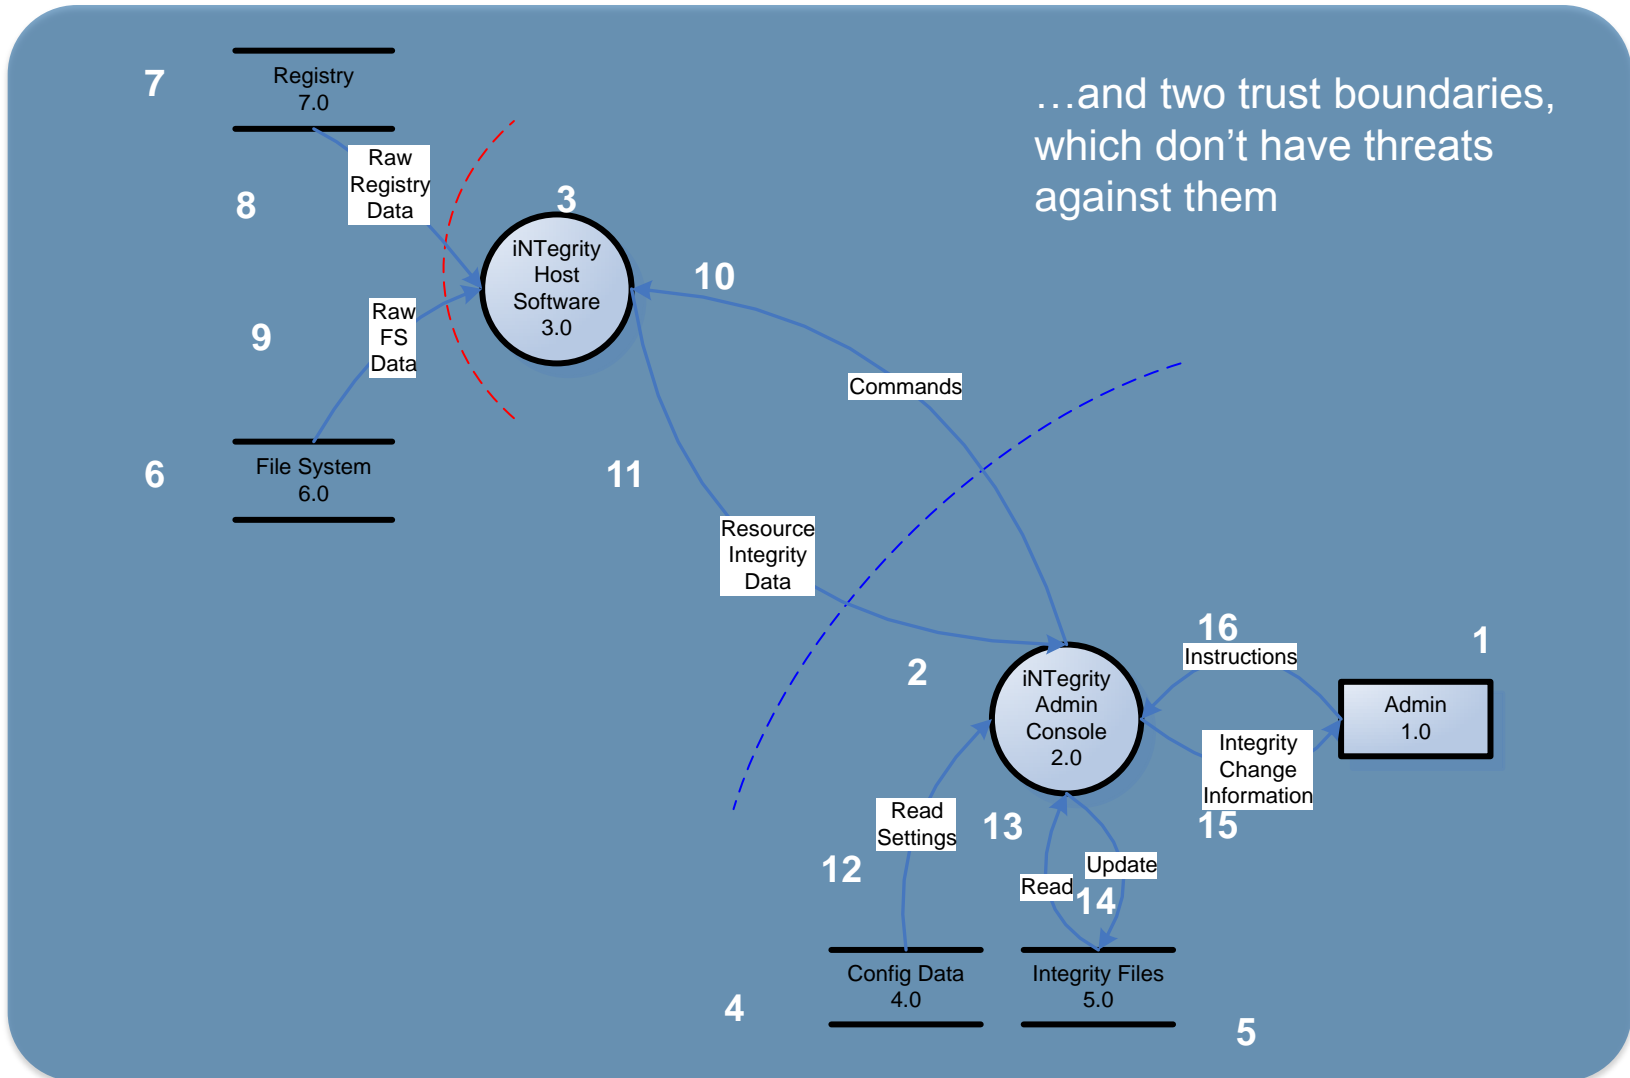 7
Registry
7.0
…and two trust boundaries,
which don’t have threats
against them
Raw
Registry
Data
8
3
iNTegrity
Host
Software
3.0
10
Raw
FS
Data
9
Commands
File System
6.0
6
11
Resource
Integrity
Data
16
Instructions
1
2
iNTegrity
Admin
Console
2.0
Admin
1.0
Integrity
Change
Information
15
Read
Settings
13
12
Update
Read
14
Config Data
4.0
Integrity Files
5.0
4
5